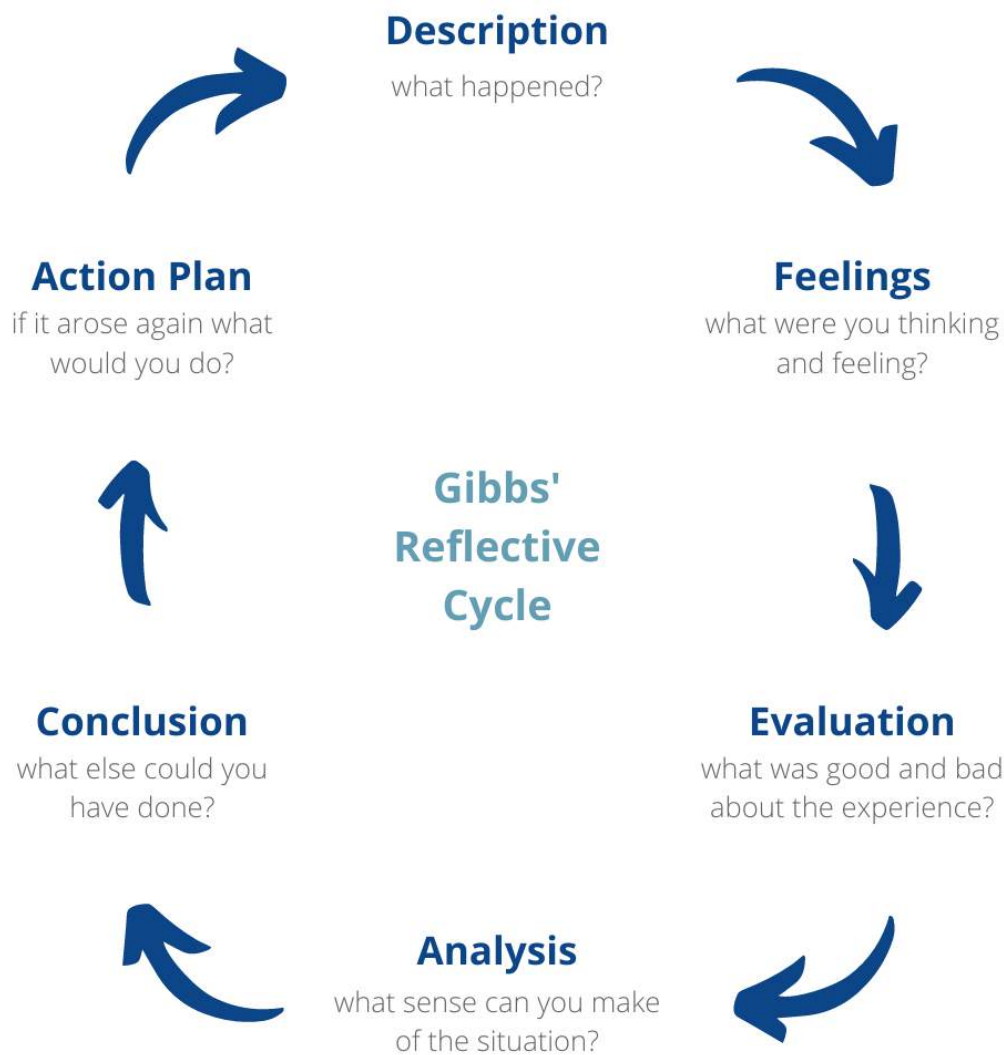 Description
what happened?
Feelings
what were you thinking
and feeling?
Evaluation
what was good and bad
about the experience?
Analysis
what sense can you make
of the situation?
Conclusion
what else could you
have done?
Action Plan
if it arose again what
would you do?
Gibbs'
Reflective
Cycle